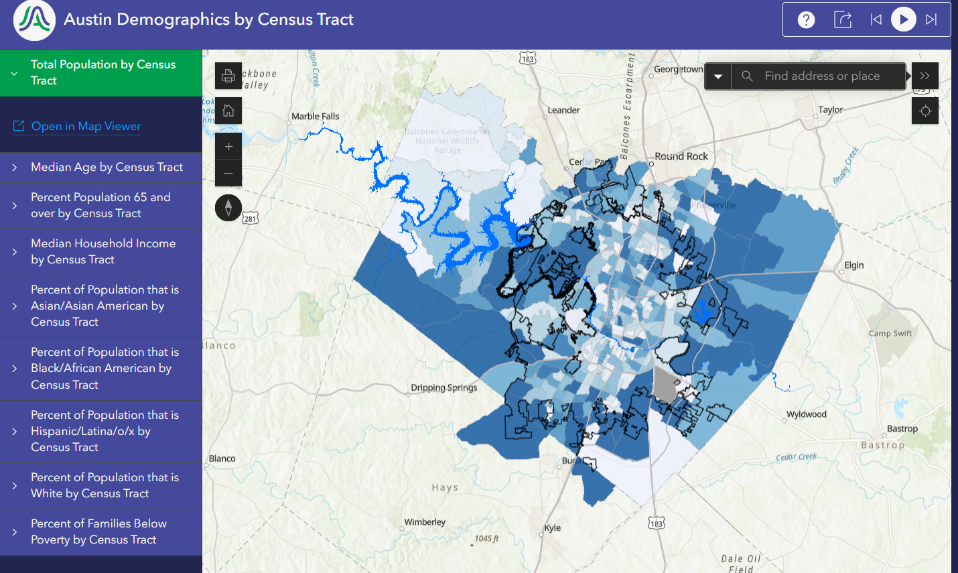 Austin Demographics by Census Tract
Total Population by Census
Tract
Open in Map Viewer
Median Age by Census Tract
Percent Population 65 and
over by Census Tract
Median Household Income
by Census Tract
Percent of Population that is
Asian/Asian American by
Census Tract
Percent of Population that is
Black/African American by
Census Tract
Percent of Population that is
Hispanic/Latina/o/x by
Census Tract
Percent of Population that is
White by Census Tract
Percent of Families Below
Poverty by Census Tract
?
Find address or place
+
−
183
Georgetown
Balcones Escarpment
Leander
Taylor
Marble Falls
Balcones Canyonlands
National Wildlife
Refuge
Round Rock
Brushy Creek
281
Elgin
Camp Swift
Dripping Springs
Wyldwood
Bastrop
Bastrop
Cedar Creek
Blanco
Hays
Wimberley
Kyle
183
1045 ft
Dale Oil
Field